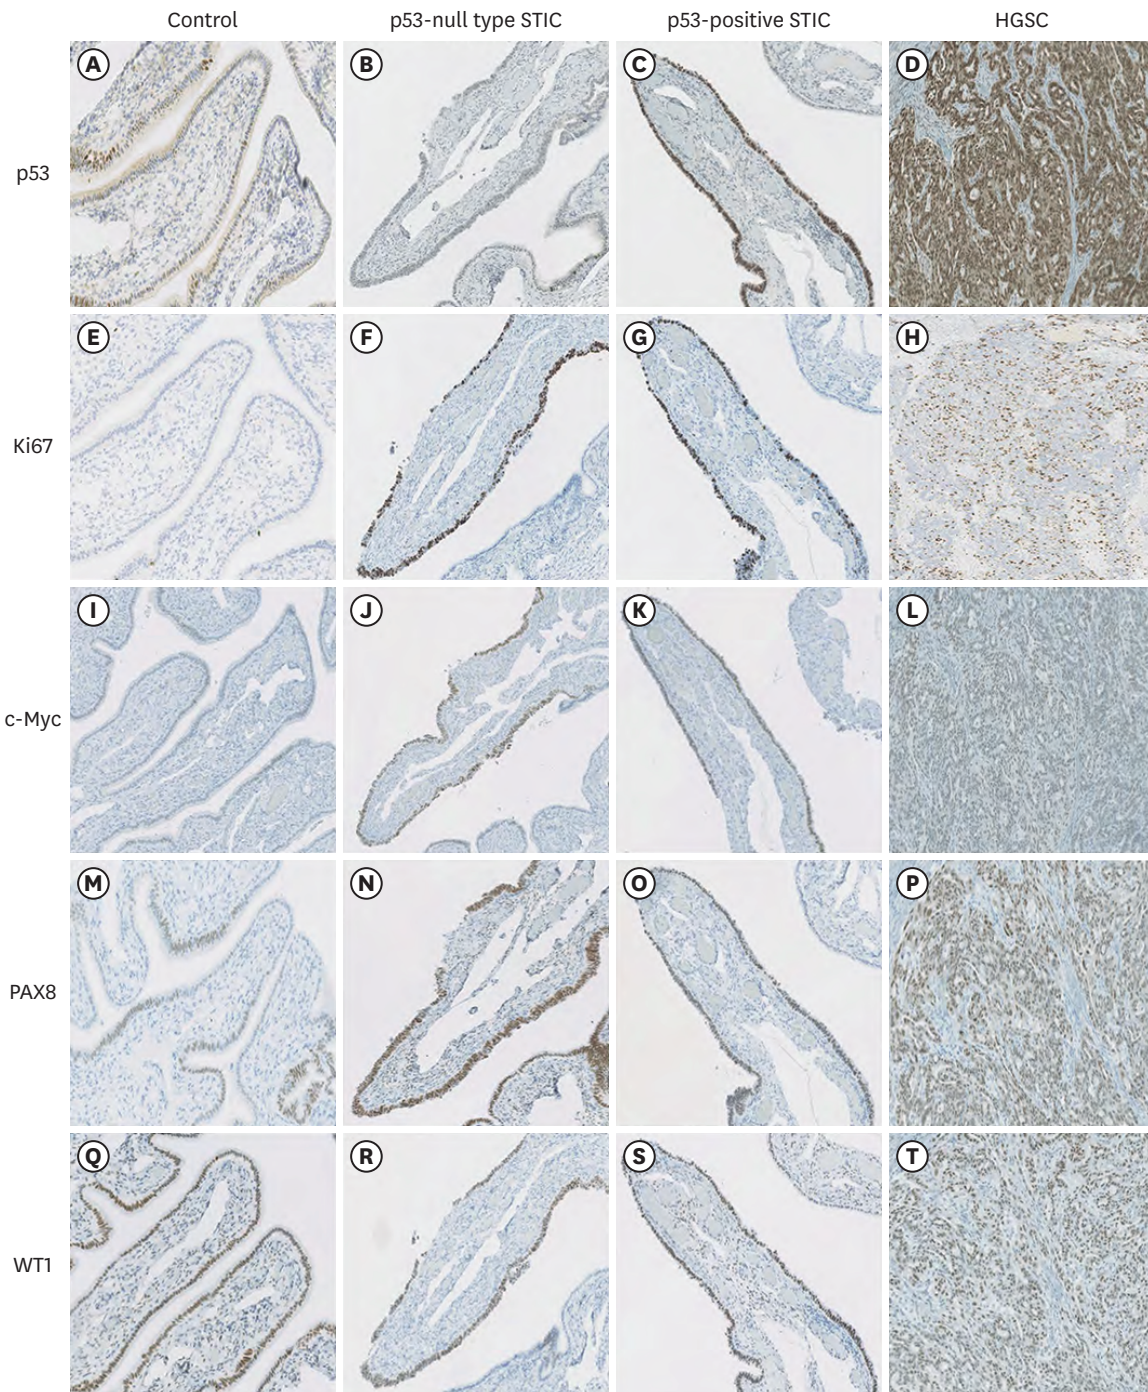 Control p53-null type STIC p53-positive STIC HGSC
p53 A B C D
Ki67 E F G H
c-Myc I J K L
PAX8 M N O P
WT1 Q R S T